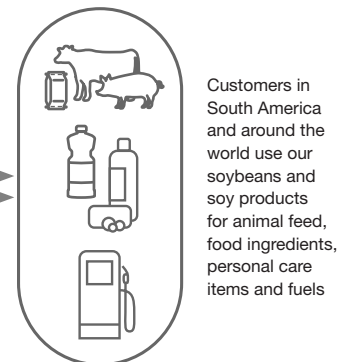 Customers in
South America
and around the
world use our
soybeans and
soy products
for animal feed,
food ingredients,
personal care
items and fuels